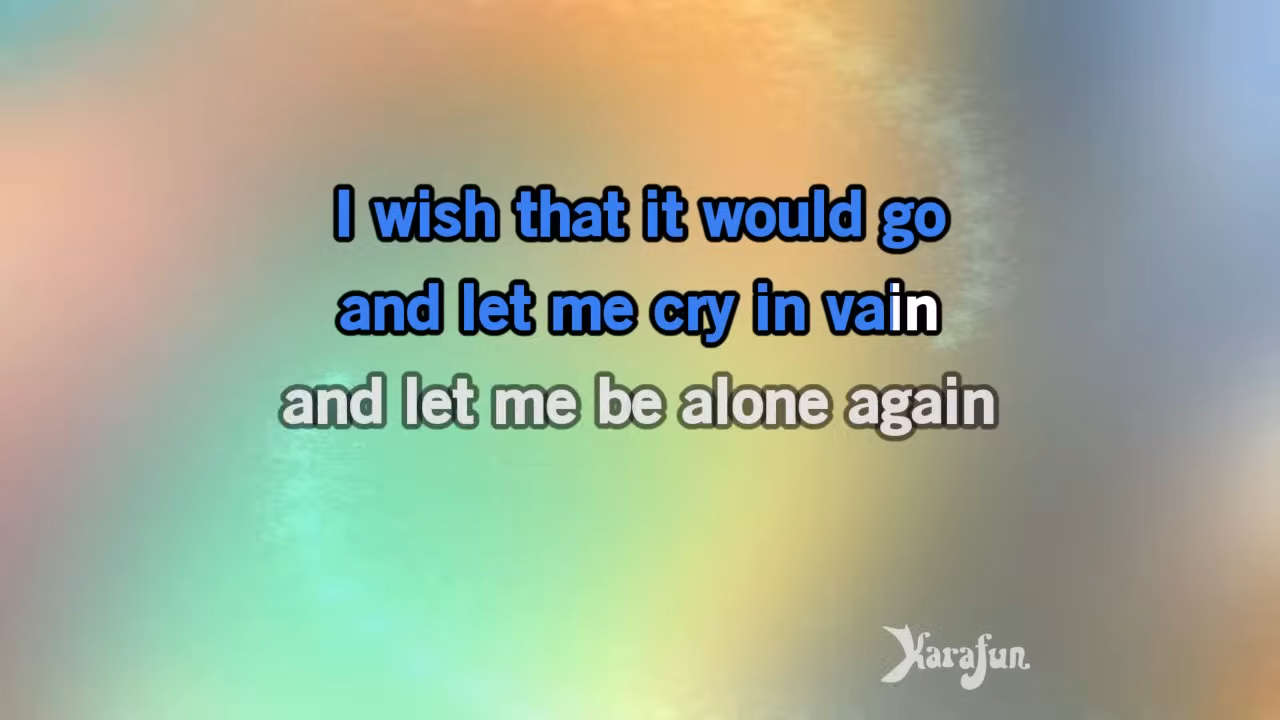 I wish that it would go
and let me cry in vain
and let me be alone again
Karafun